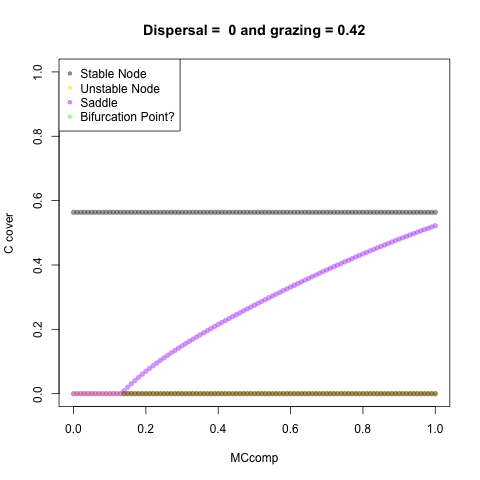 Dispersal =  0 and grazing = 0.42
Stable Node
Unstable Node
Saddle
Bifurcation Point?
1.0
0.8
0.6
0.4
0.2
0.0
C cover
0.0 0.2 0.4 0.6 0.8 1.0
MCcomp